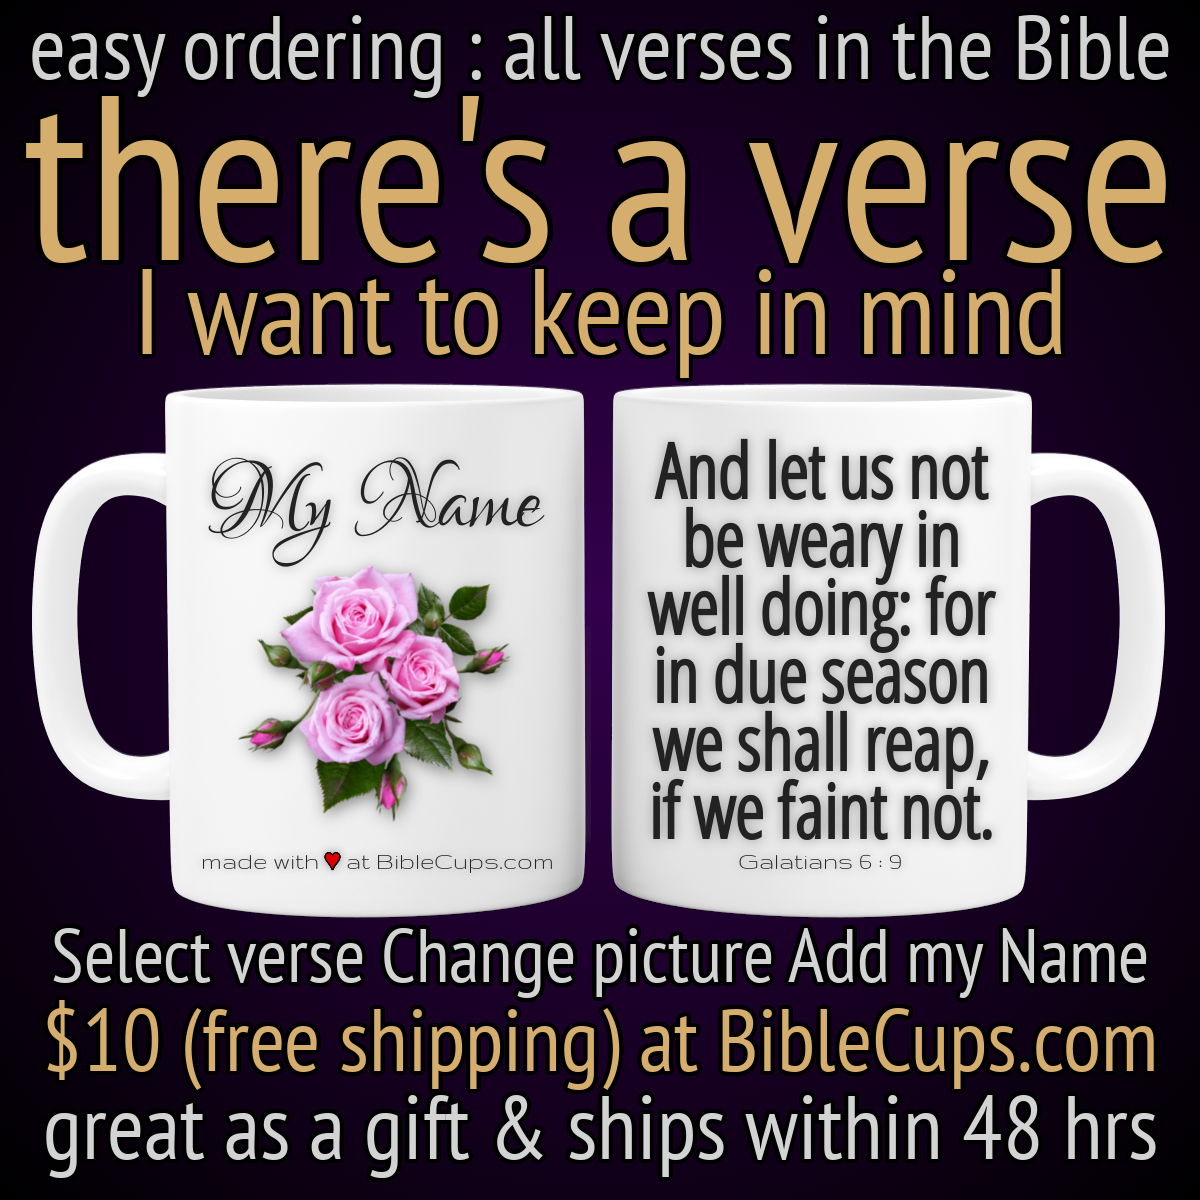 easy ordering : all verses in the Bible
there's a verse
I want to keep in mind
My Name
made with ♥ at BibleCups.com
And let us not
be weary in
well doing: for
in due season
we shall reap,
if we faint not.
Galatians 6 : 9
Select verse Change picture Add my Name
$10 (free shipping) at BibleCups.com
great as a gift & ships within 48 hrs